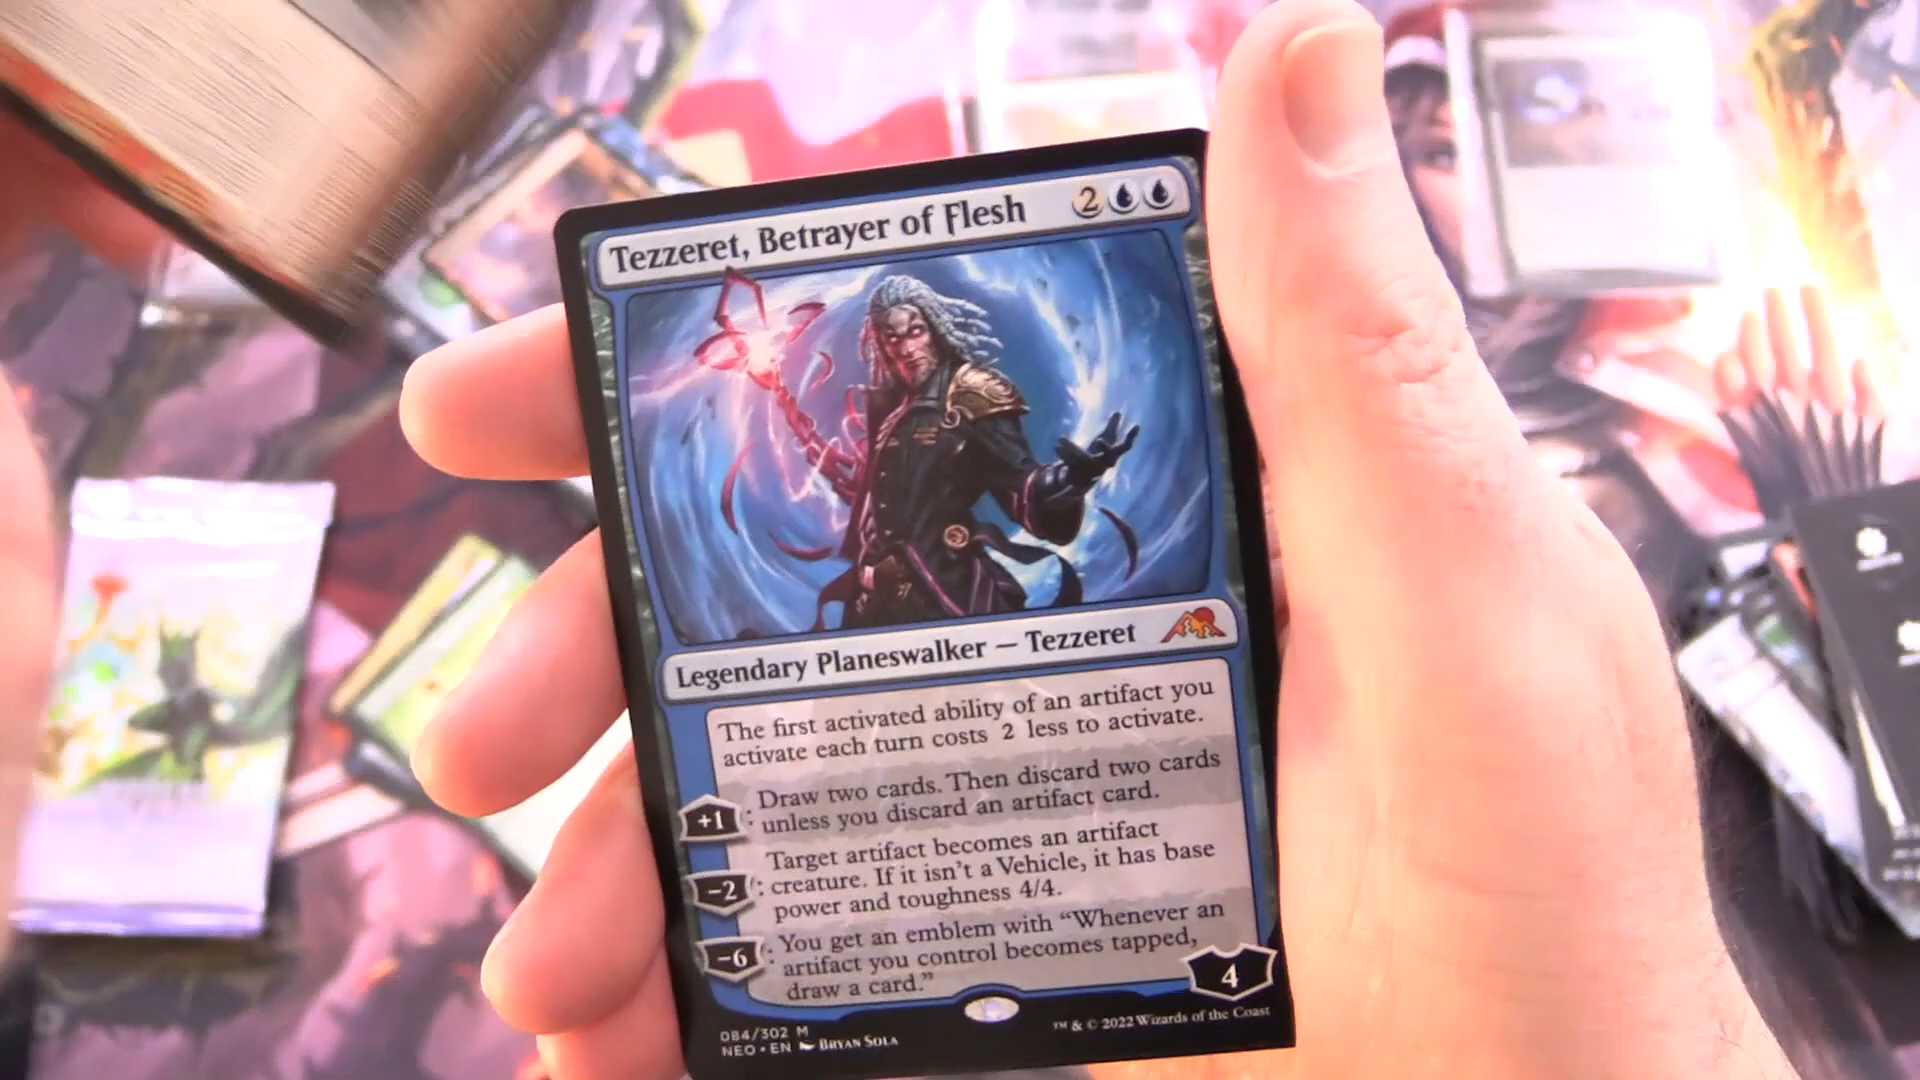 Tezzeret, Betrayer of Flesh 2
Legendary Planeswalker — Tezzeret
The first activated ability of an artifact you
activate each turn costs 2 less to activate.
+1: Draw two cards. Then discard two cards
unless you discard an artifact card.
−2: Target artifact becomes an artifact
creature. If it isn't a Vehicle, it has base
power and toughness 4/4.
−6: You get an emblem with “Whenever an
artifact you control becomes tapped,
draw a card.”
4
084/302 M
NEO • EN BRYAN SOLA
™ & © 2022 Wizards of the Coast